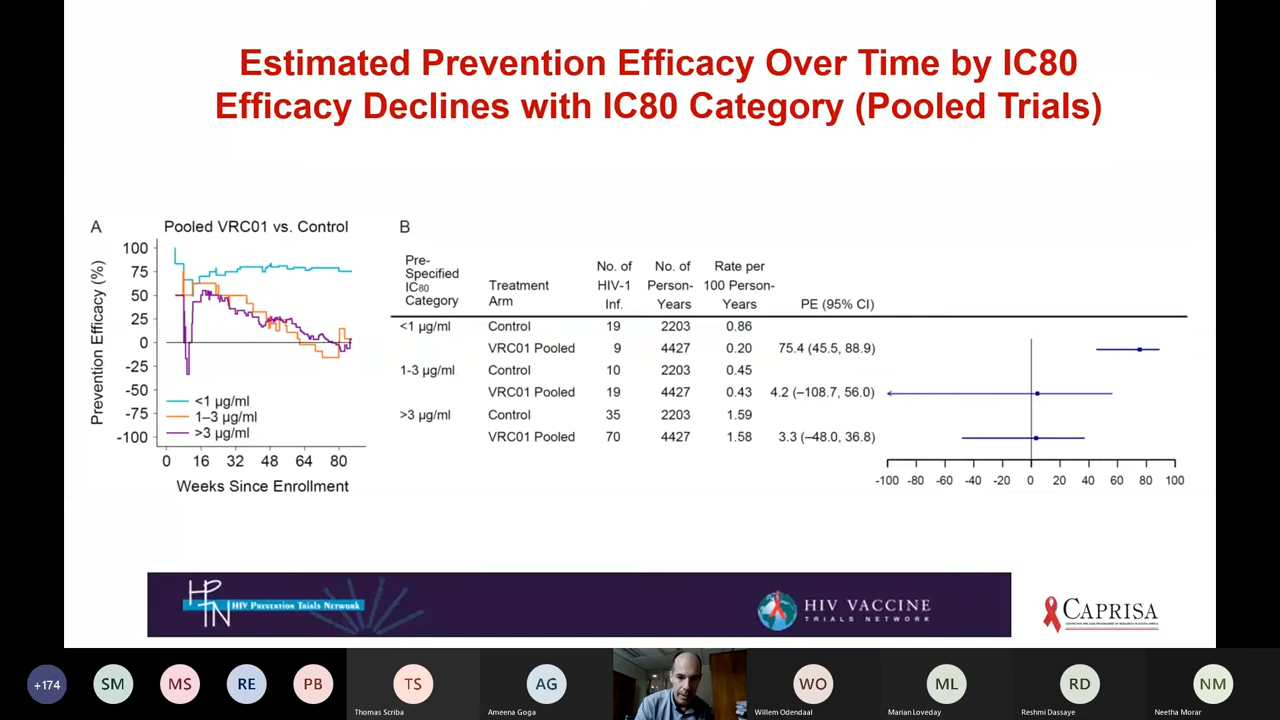 Estimated Prevention Efficacy Over Time by IC80
Efficacy Declines with IC80 Category (Pooled Trials)
A
Pooled VRC01 vs. Control
Prevention Efficacy (%)
100
75
50
25
0
-25
-50
-75
-100
<1 µg/ml
1–3 µg/ml
>3 µg/ml
0 16 32 48 64 80
Weeks Since Enrollment
B
Pre-
Specified
IC80
Category
Treatment
Arm
No. of
HIV-1
Inf.
No. of
Person-
Years
Rate per
100 Person-
Years
PE (95% CI)
<1 µg/ml Control 19 2203 0.86
VRC01 Pooled 9 4427 0.20 75.4 (45.5, 88.9)
1-3 µg/ml Control 10 2203 0.45
VRC01 Pooled 19 4427 0.43 4.2 (–108.7, 56.0)
>3 µg/ml Control 35 2203 1.59
VRC01 Pooled 70 4427 1.58 3.3 (–48.0, 36.8)
-100 -80 -60 -40 -20 0 20 40 60 80 100
HPTN
HIV Prevention Trials Network
HIV VACCINE
TRIALS NETWORK
CAPRISA
+174
SM
MS
RE
PB
TS
Thomas Scriba
AG
Ameena Goga
WO
Willem Odendaal
ML
Marian Loveday
RD
Reshmi Dassaye
NM
Neetha Morar